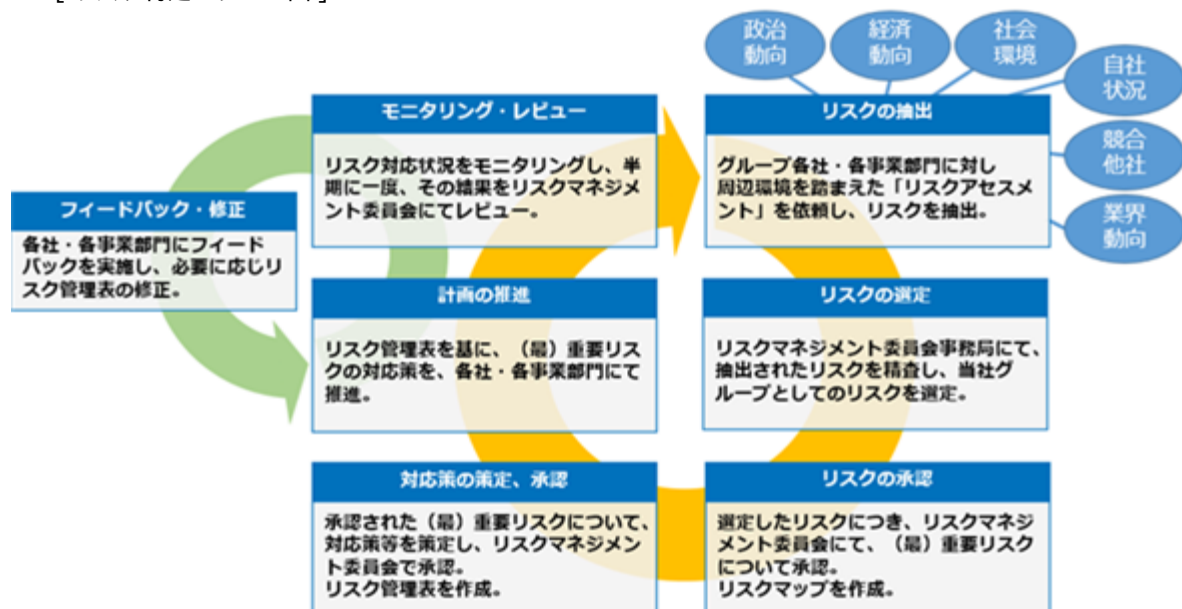 政治
動向
経済
動向
社会
環境
自社
状況
競合
他社
業界
動向
リスクの抽出
グループ各社・各事業部門に対し
周辺環境を踏まえた「リスクアセスメ
ント」を依頼し、リスクを抽出。
リスクの選定
リスクマネジメント委員会事務局にて、
抽出されたリスクを精査し、当社グ
ループとしてのリスクを選定。
リスクの承認
選定したリスクにつき、リスクマネジ
メント委員会にて、（最）重要リスク
について承認。
リスクマップを作成。
対応策の策定、承認
承認された（最）重要リスクについて、
対応策等を策定し、リスクマネジメン
ト委員会で承認。
リスク管理表を作成。
計画の推進
リスク管理表を基に、（最）重要リス
クの対応策を、各社・各事業部門にて
推進。
モニタリング・レビュー
リスク対応状況をモニタリングし、半
期に一度、その結果をリスクマネジメ
ント委員会にてレビュー。
フィードバック・修正
各社・各事業部門にフィード
バックを実施し、必要に応じリ
スク管理表の修正。